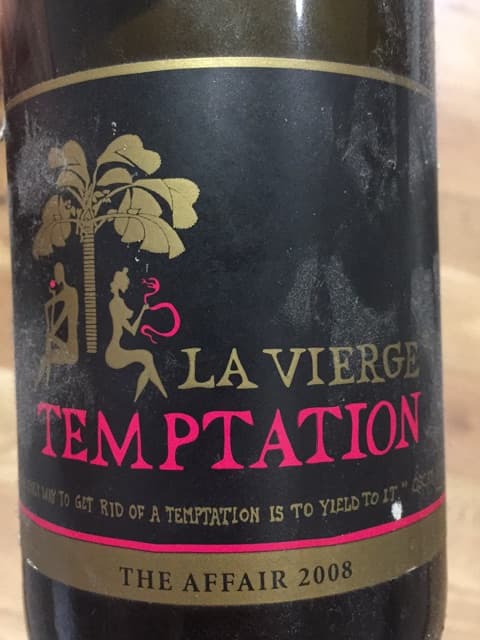 LA VIERGE
TEMPTATION
WAY TO GET RID OF A TEMPTATION IS TO YIELD TO IT."
THE AFFAIR 2008